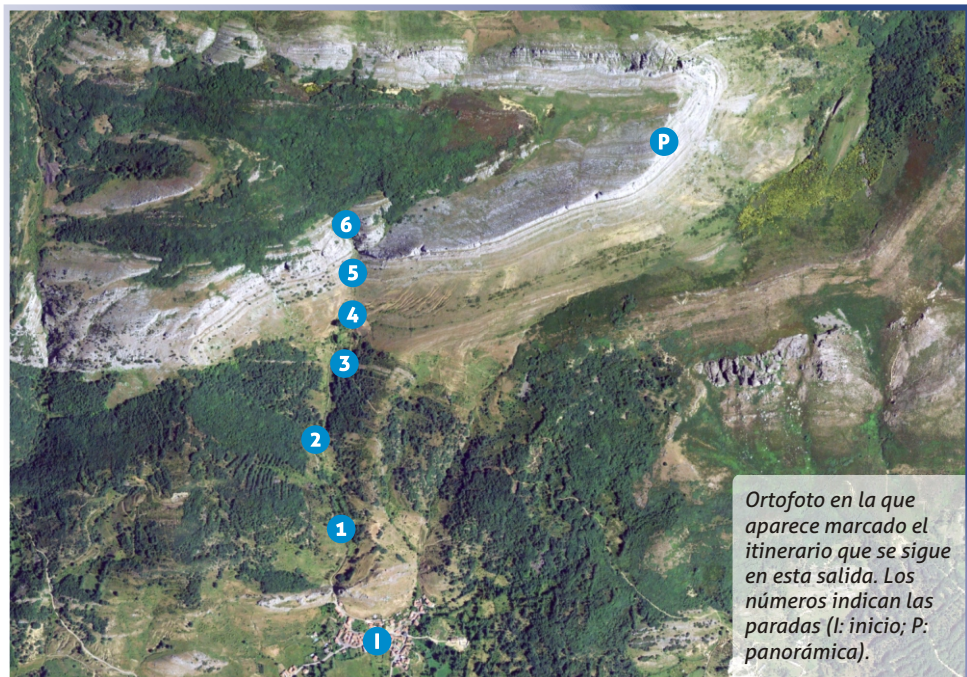 P
6
5
4
3
2
1
I
Ortofoto en la que
aparece marcado el
itinerario que se sigue
en esta salida. Los
números indican las
paradas (I: inicio; P:
panorámica).